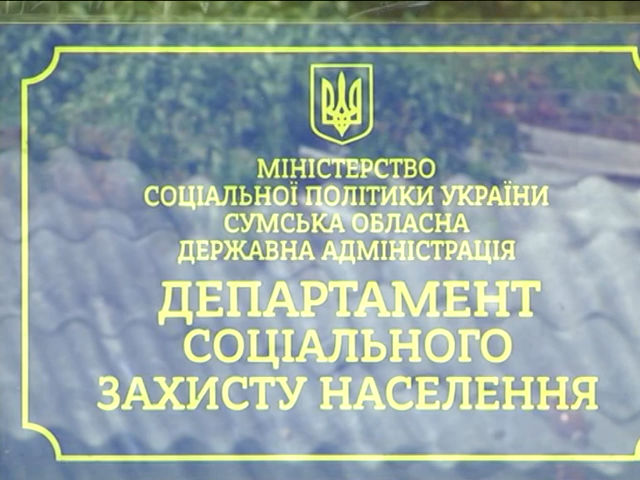 МІНІСТЕРСТВО
СОЦІАЛЬНОЇ ПОЛІТИКИ УКРАЇНИ
СУМСЬКА ОБЛАСНА
ДЕРЖАВНА АДМІНІСТРАЦІЯ
ДЕПАРТАМЕНТ
СОЦІАЛЬНОГО
ЗАХИСТУ НАСЕЛЕННЯ